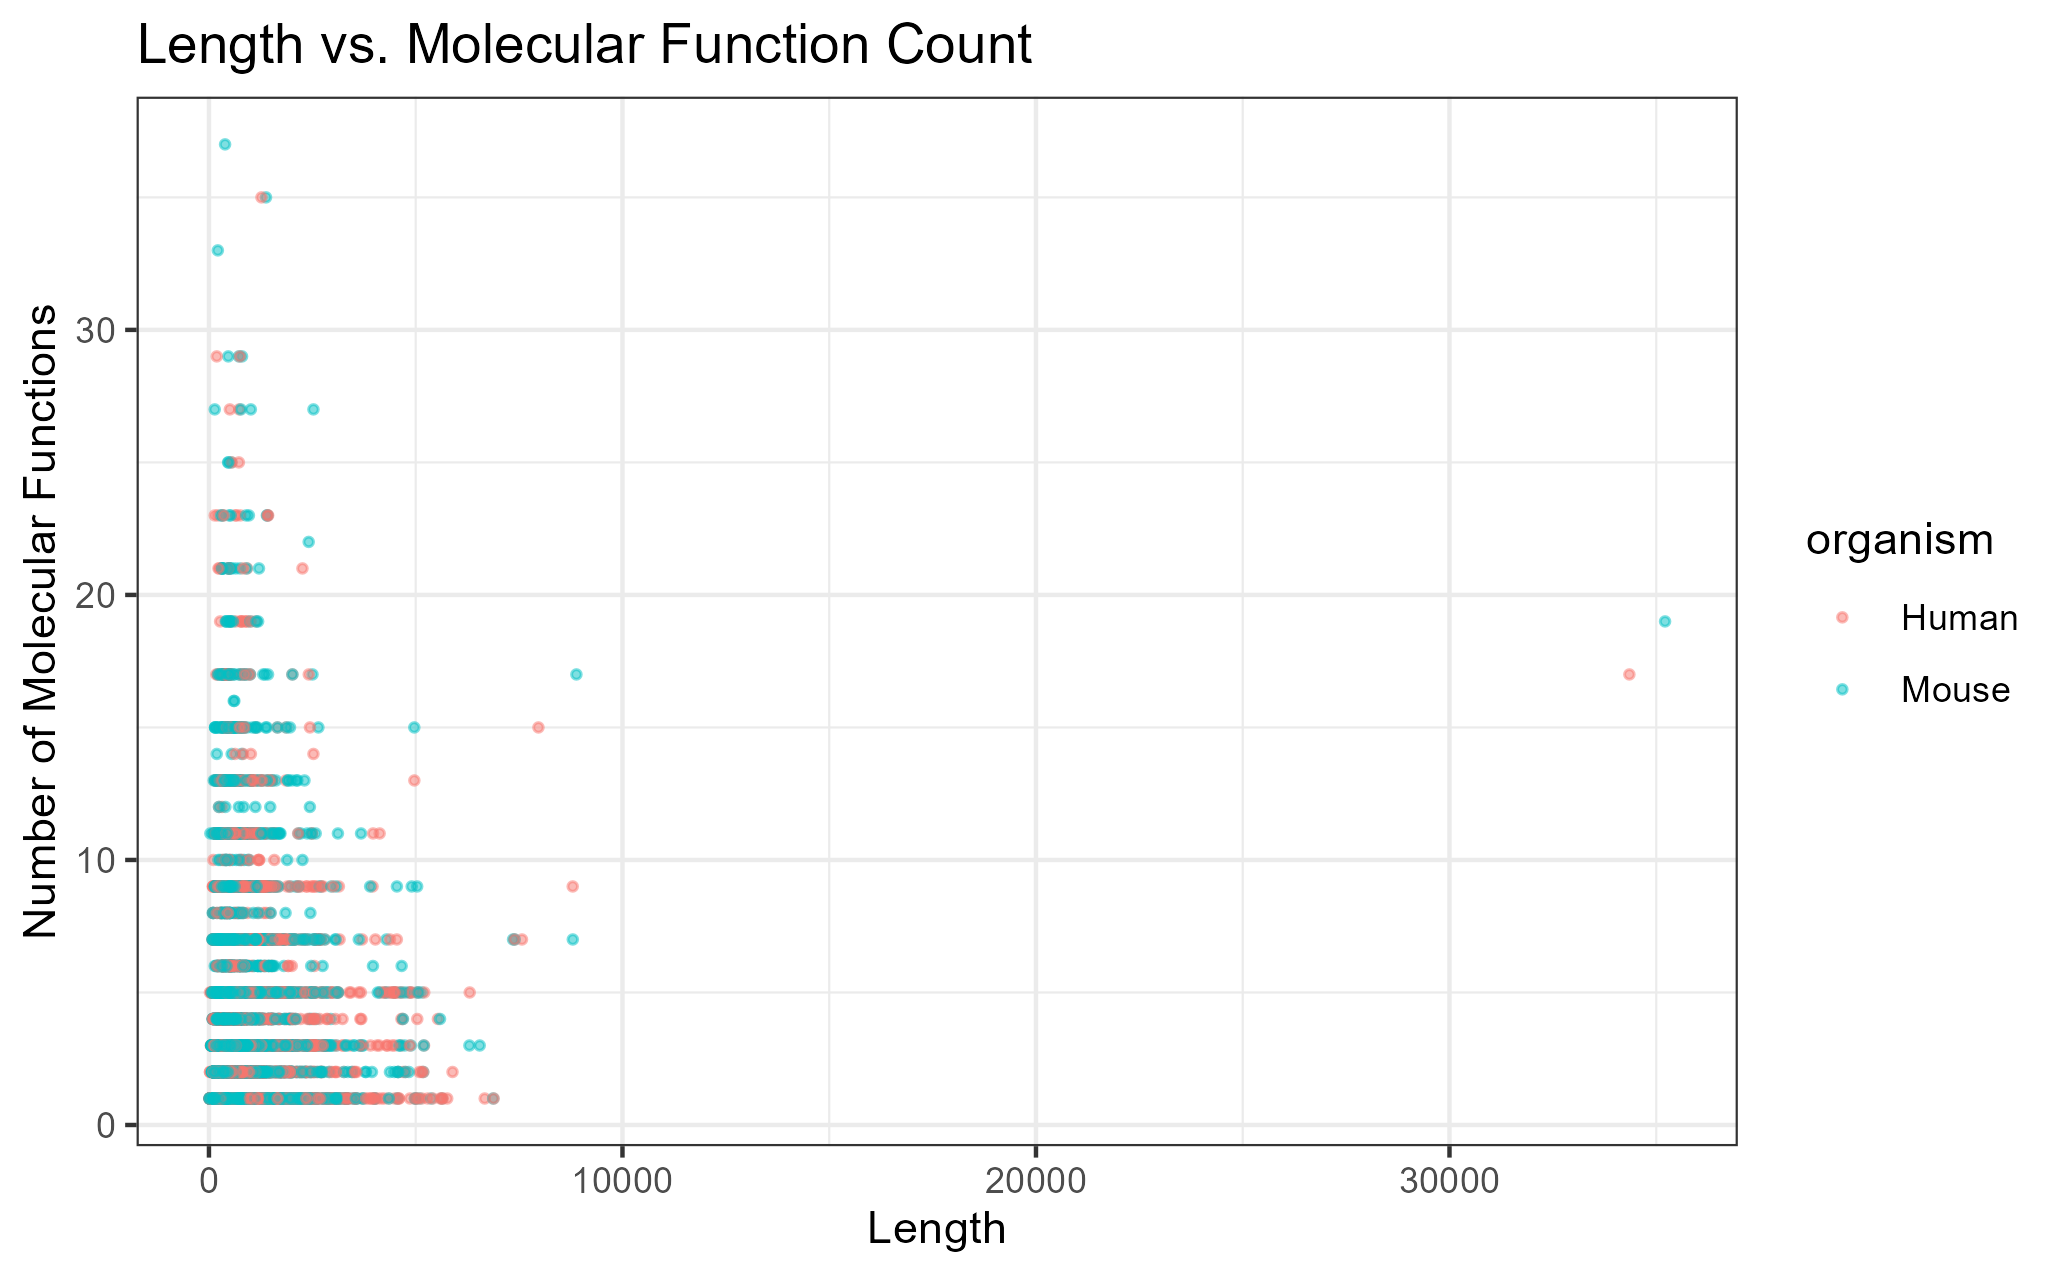 Length vs. Molecular Function Count
Number of Molecular Functions
30
20
10
0
0 10000 20000 30000
Length
organism
Human
Mouse